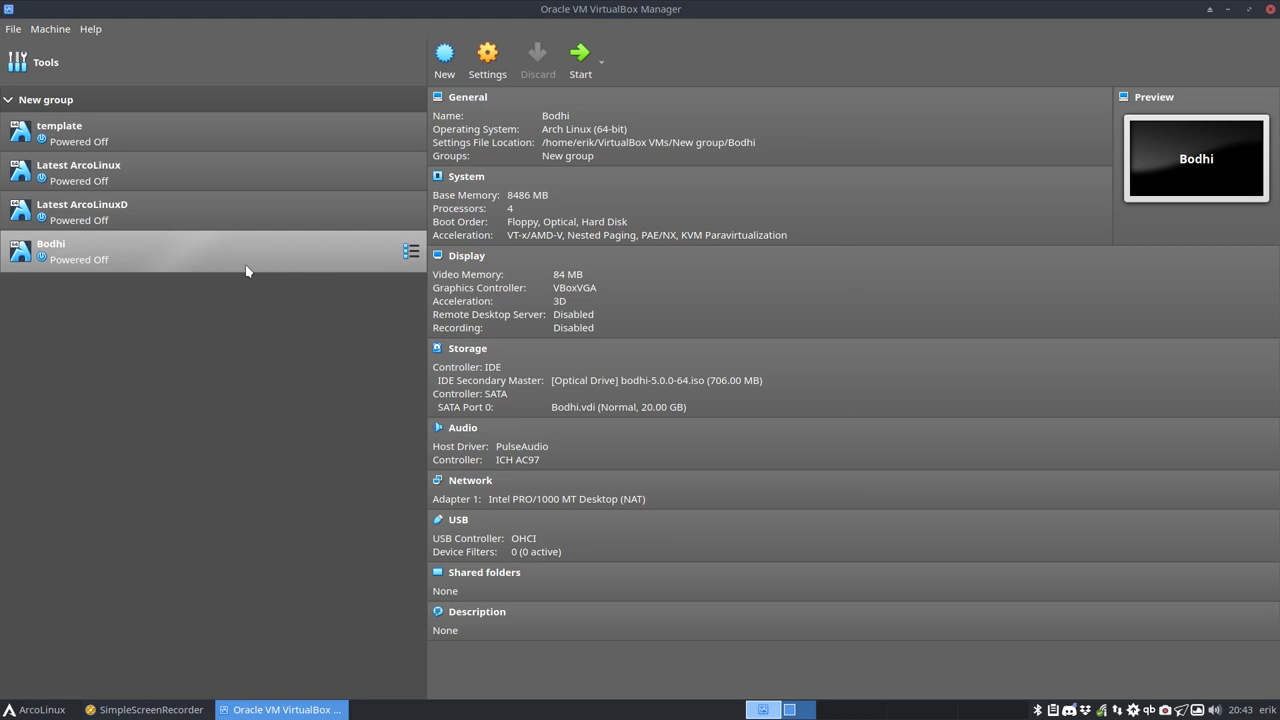 Oracle VM VirtualBox Manager
File Machine Help
Tools
New group
template
Powered Off
Latest ArcoLinux
Powered Off
Latest ArcoLinuxD
Powered Off
Bodhi
Powered Off
New Settings Discard Start
General
Name: Bodhi
Operating System: Arch Linux (64-bit)
Settings File Location: /home/erik/VirtualBox VMs/New group/Bodhi
Groups: New group
Preview
Bodhi
System
Base Memory: 8486 MB
Processors: 4
Boot Order: Floppy, Optical, Hard Disk
Acceleration: VT-x/AMD-V, Nested Paging, PAE/NX, KVM Paravirtualization
Display
Video Memory: 84 MB
Graphics Controller: VBoxVGA
Acceleration: 3D
Remote Desktop Server: Disabled
Recording: Disabled
Storage
Controller: IDE
IDE Secondary Master: [Optical Drive] bodhi-5.0.0-64.iso (706.00 MB)
Controller: SATA
SATA Port 0: Bodhi.vdi (Normal, 20.00 GB)
Audio
Host Driver: PulseAudio
Controller: ICH AC97
Network
Adapter 1: Intel PRO/1000 MT Desktop (NAT)
USB
USB Controller: OHCI
Device Filters: 0 (0 active)
Shared folders
None
Description
None
ArcoLinux SimpleScreenRecorder Oracle VM VirtualBox ... qb 20:43 erik